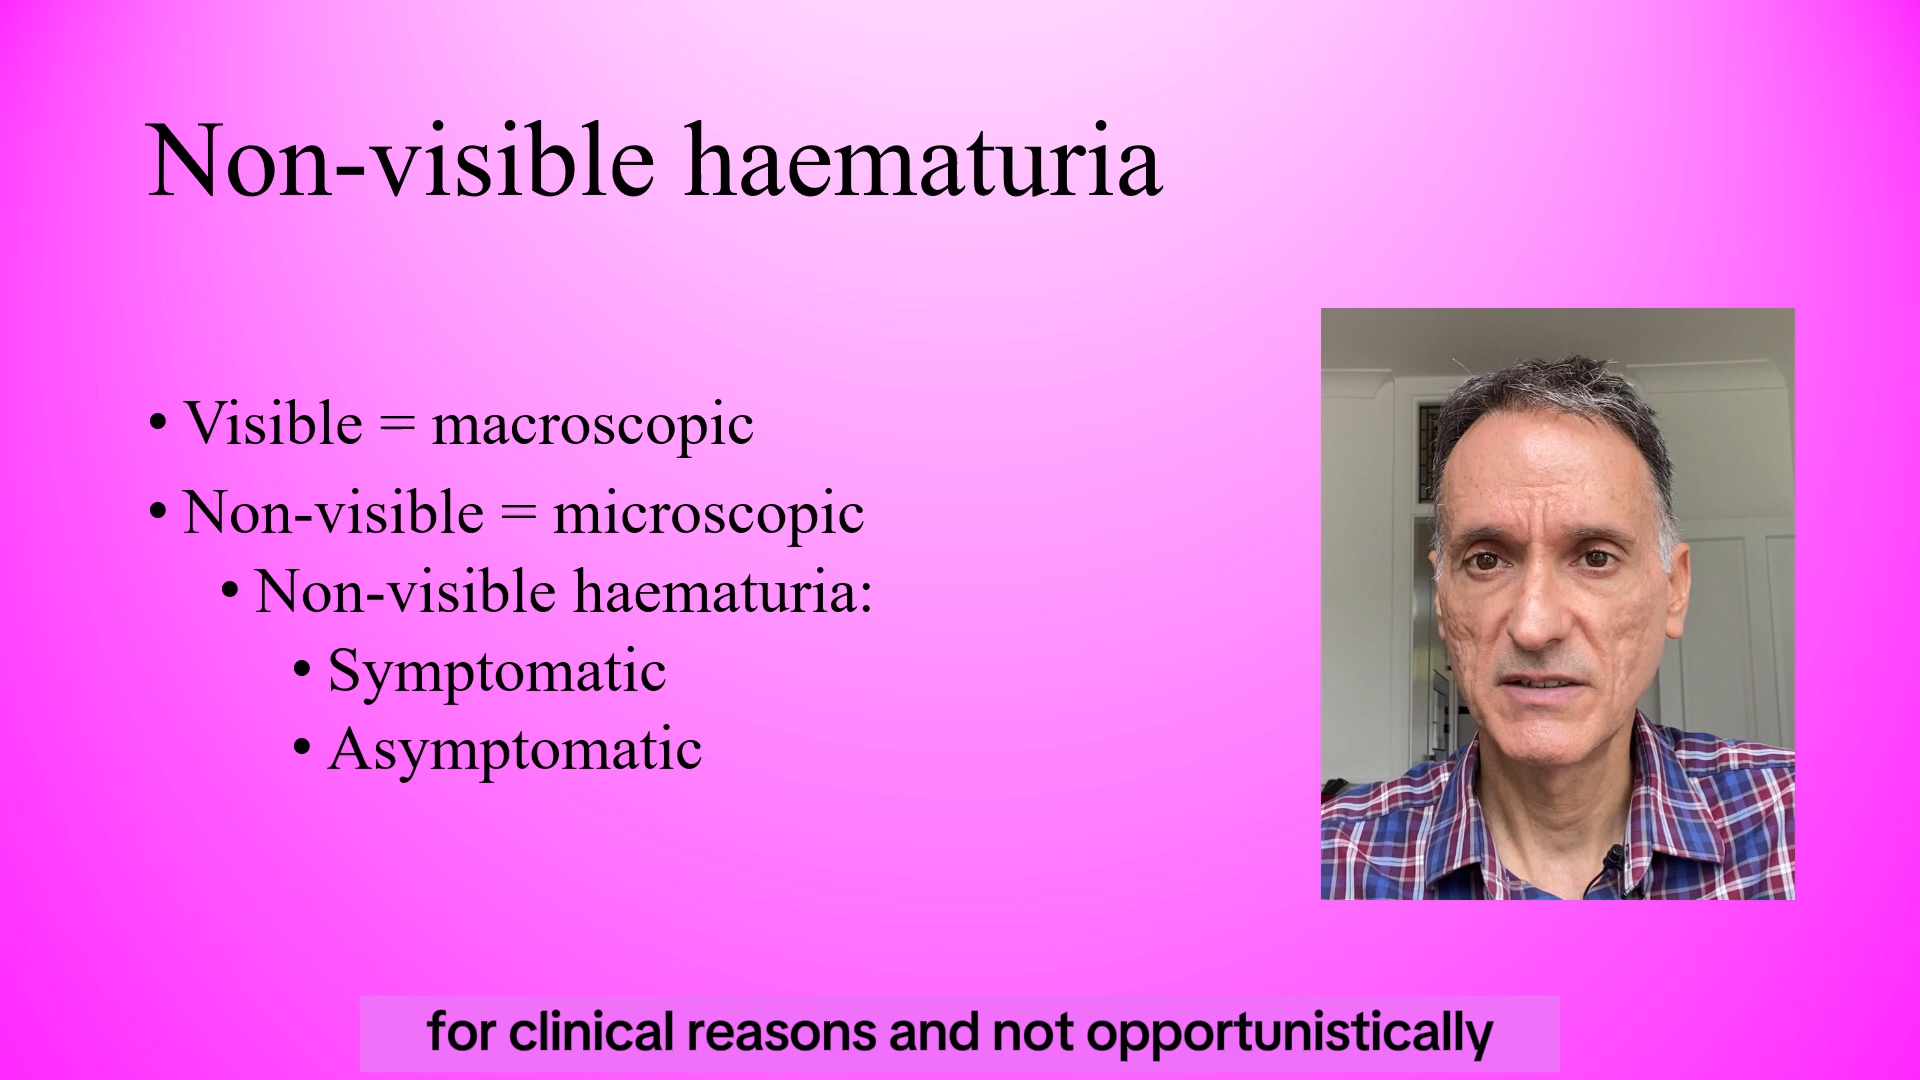 Non-visible haematuria
• Visible = macroscopic
• Non-visible = microscopic
• Non-visible haematuria:
• Symptomatic
• Asymptomatic
for clinical reasons and not opportunistically